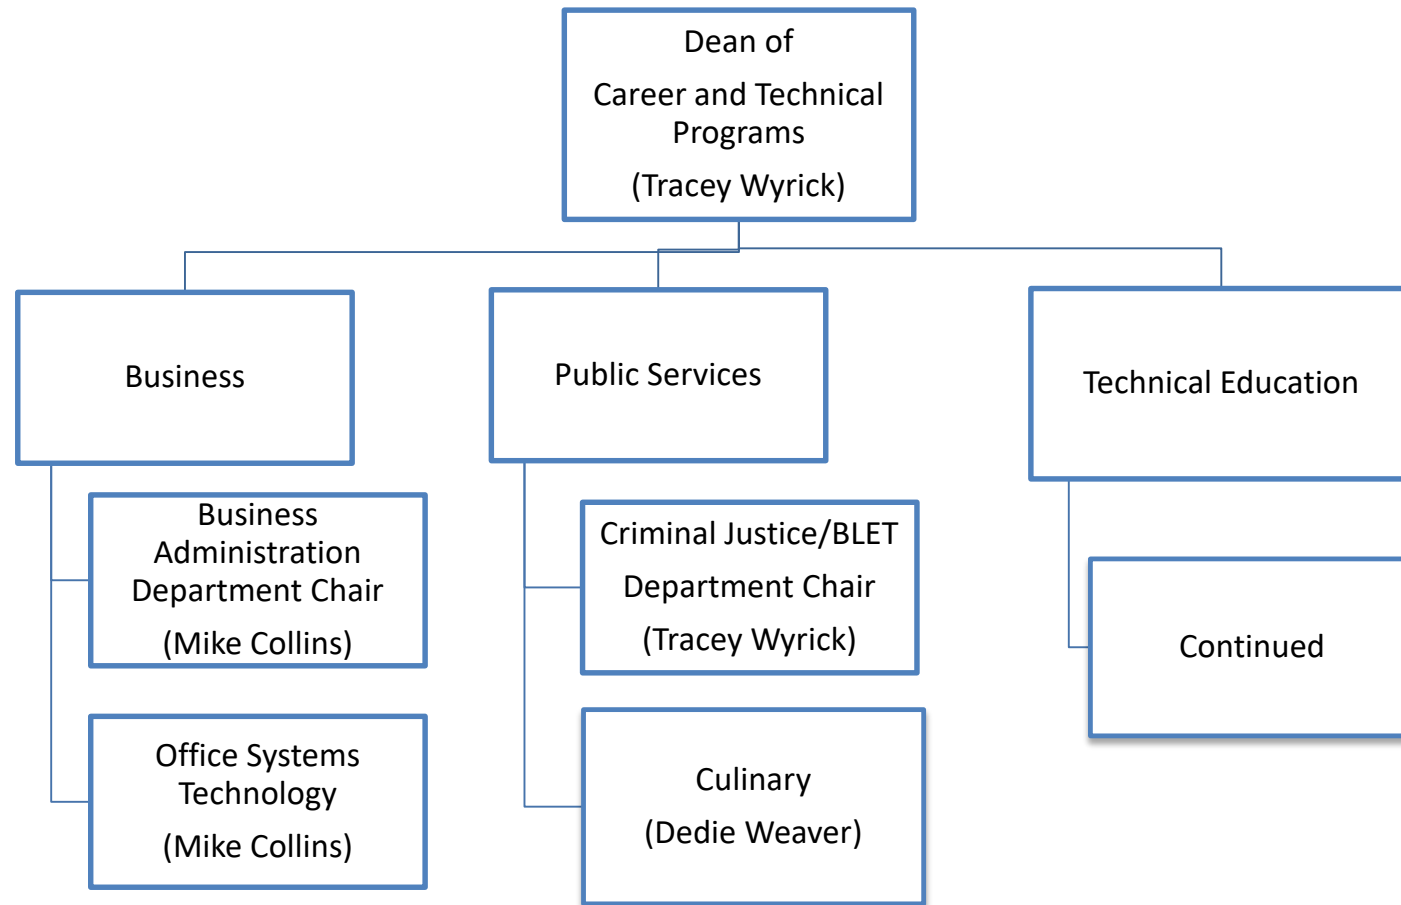 Dean of
Career and Technical
Programs
(Tracey Wyrick)
Business
Public Services
Technical Education
Business
Administration
Department Chair
(Mike Collins)
Criminal Justice/BLET
Department Chair
(Tracey Wyrick)
Continued
Office Systems
Technology
(Mike Collins)
Culinary
(Dedie Weaver)